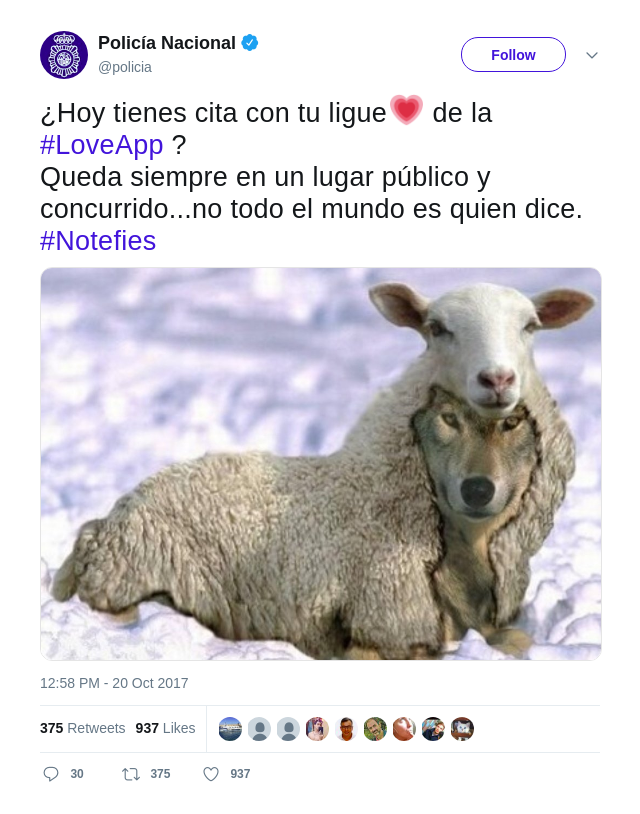 Policía Nacional
@policia
Follow
¿Hoy tienes cita con tu ligue💗 de la
#LoveApp ?
Queda siempre en un lugar público y
concurrido...no todo el mundo es quien dice.
#Notefies
12:58 PM - 20 Oct 2017
375 Retweets 937 Likes
30 375 937